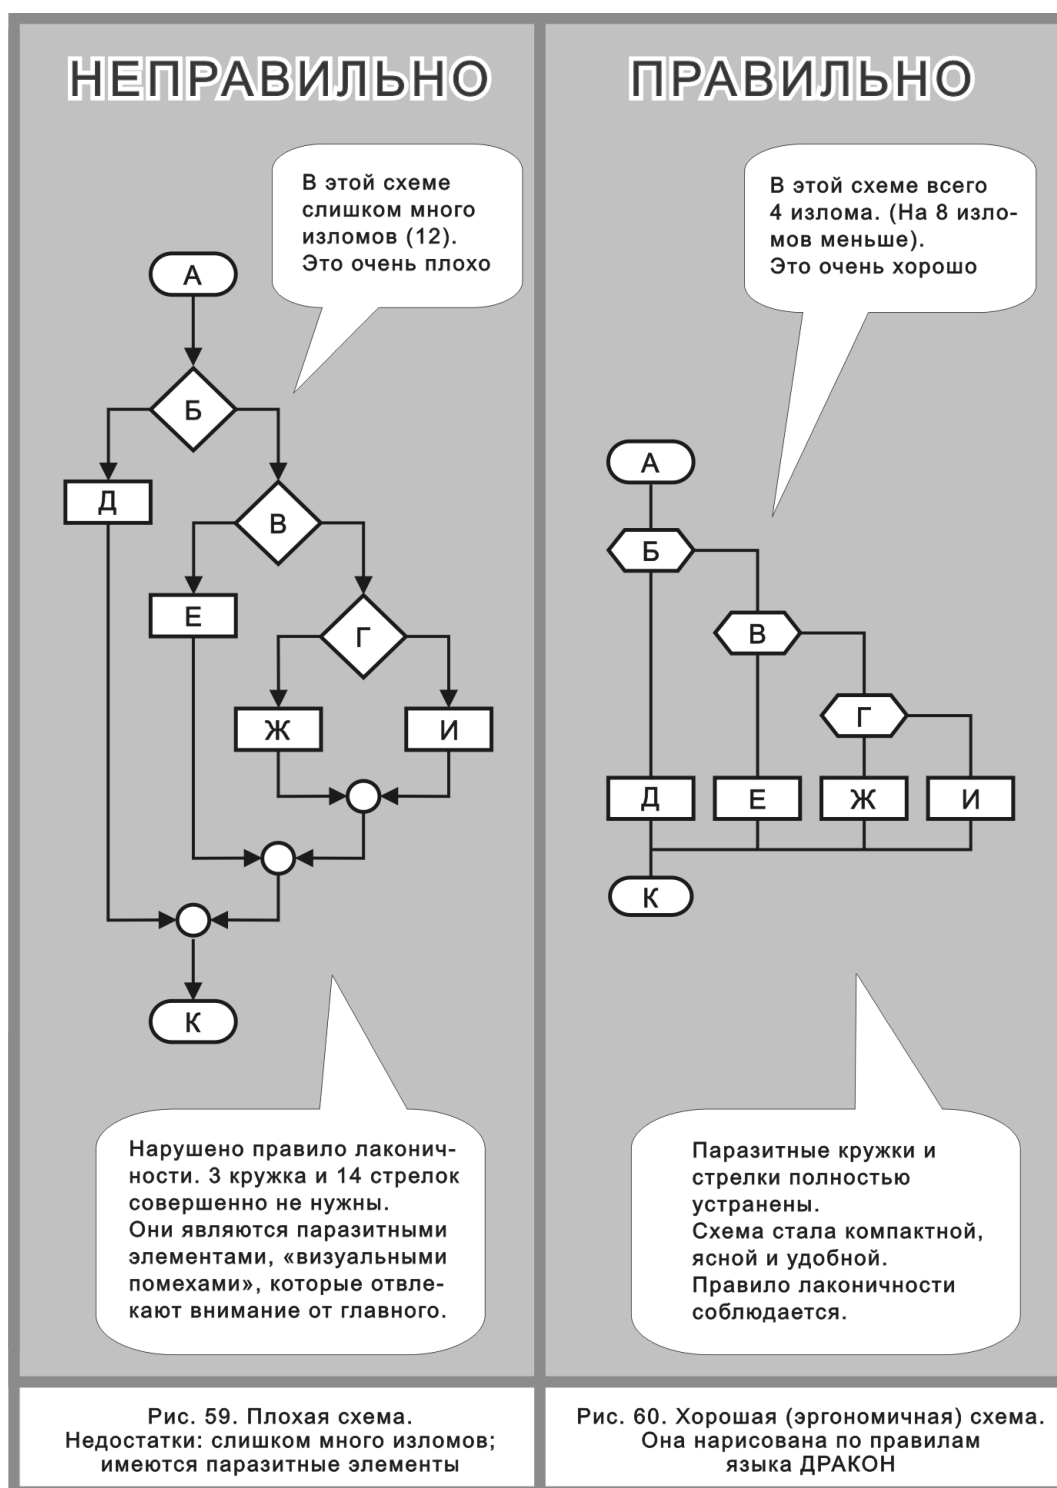 НЕПРАВИЛЬНО
В этой схеме
слишком много
изломов (12).
Это очень плохо
А
Б
Д
В
Е
Г
Ж
И
К
Нарушено правило лаконич-
ности. 3 кружка и 14 стрелок
совершенно не нужны.
Они являются паразитными
элементами, «визуальными
помехами», которые отвле-
кают внимание от главного.
Рис. 59. Плохая схема.
Недостатки: слишком много изломов;
имеются паразитные элементы
ПРАВИЛЬНО
В этой схеме всего
4 излома. (На 8 изло-
мов меньше).
Это очень хорошо
А
Б
В
Г
Д
Е
Ж
И
К
Паразитные кружки и
стрелки полностью
устранены.
Схема стала компактной,
ясной и удобной.
Правило лаконичности
соблюдается.
Рис. 60. Хорошая (эргономичная) схема.
Она нарисована по правилам
языка ДРАКОН